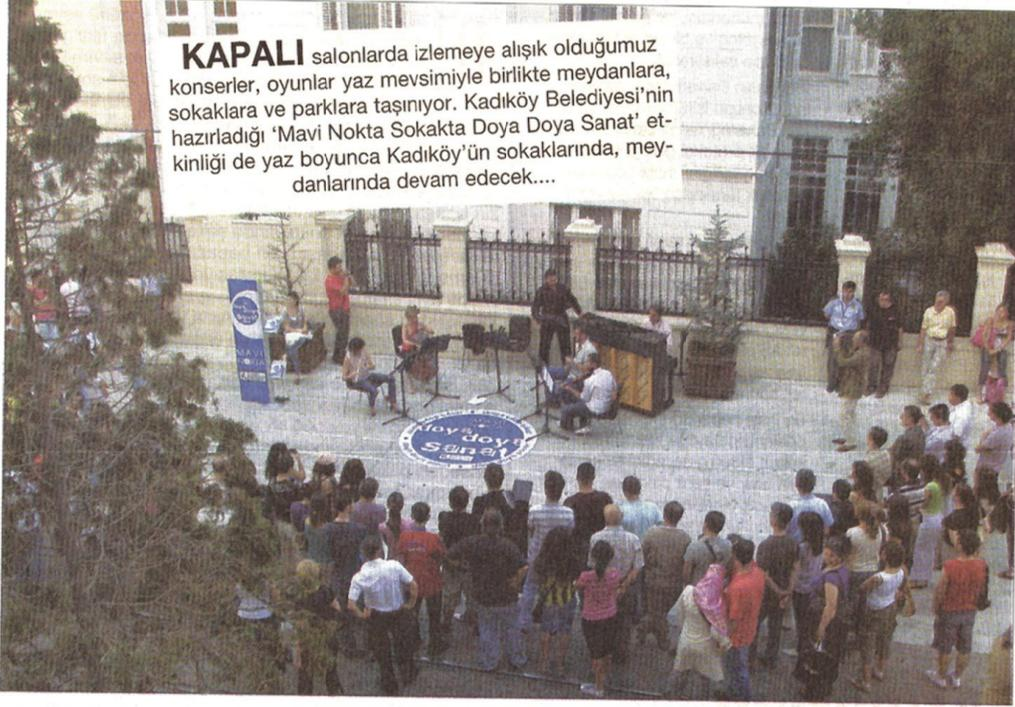 KAPALI salonlarda izlemeye alışık olduğumuz
konserler, oyunlar yaz mevsimiyle birlikte meydanlara,
sokaklara ve parklara taşınıyor. Kadıköy Belediyesi'nin
hazırladığı 'Mavi Nokta Sokakta Doya Doya Sanat' et-
kinliği de yaz boyunca Kadıköy'ün sokaklarında, mey-
danlarında devam edecek....
MAVİ
NOKTA
doya doya
sanat